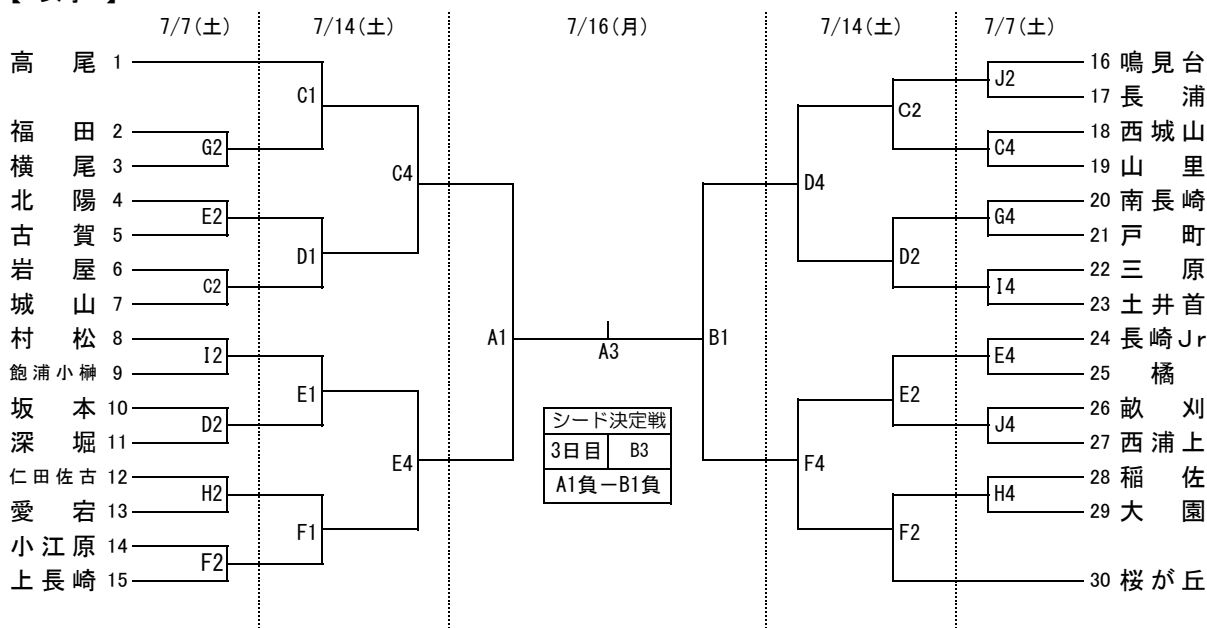 7/7(土) 7/14(土) 7/16(月) 7/14(土) 7/7(土)
高尾 1 16 鳴見台
C1 J2 17 長浦
C2
福田 2 18 西城山
G2 C4
横尾 3 19 山里
C4 D4
北陽 4 20 南長崎
E2 G4
古賀 5 21 戸町
D1 D2
岩屋 6 22 三原
C2 I4
城山 7 23 土井首
村松 8 A1 A3 B1 24 長崎Jr
I2 E4
飽浦小榊 9 25 橘
E1 E2
坂本 10 26 畝刈
D2 J4
深堀 11 27 西浦上
シード決定戦
3日目 B3
A1負-B1負
E4 F4
仁田佐古 12 28 稲佐
H2 H4
愛宕 13 29 大園
F1 F2
小江原 14
F2
上長崎 15 30 桜が丘